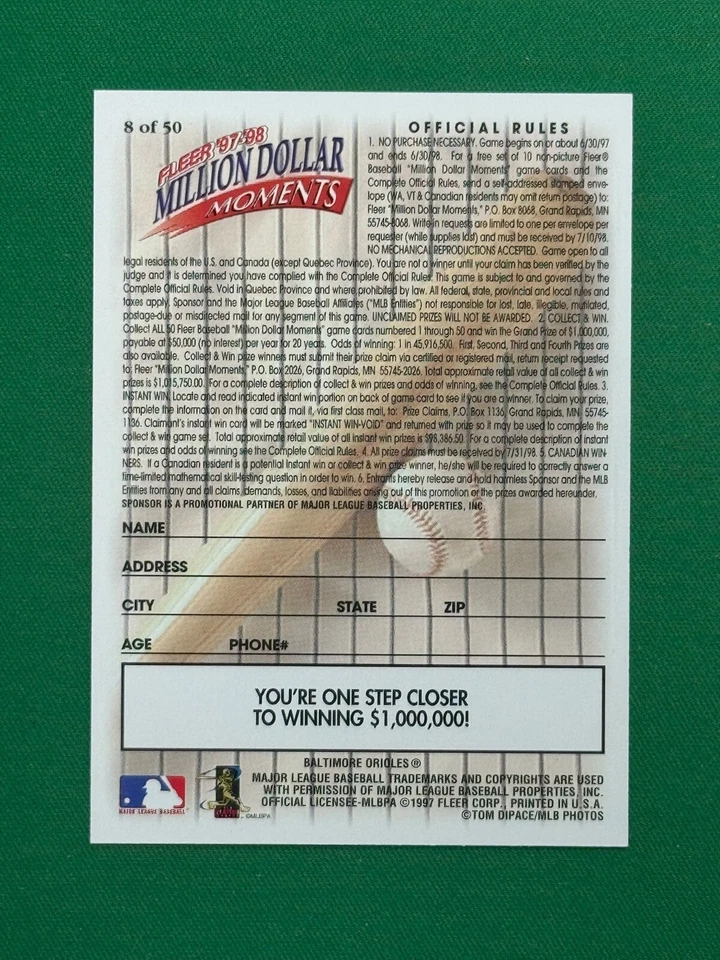 8 of 50
FLEER '97-'98
MILLION DOLLAR
MOMENTS
OFFICIAL RULES
1. NO PURCHASE NECESSARY. Game begins on or about 6/30/97
and ends 6/30/98. For a free set of 10 non-picture Fleer®
Baseball "Million Dollar Moments" game cards and the
Complete Official Rules, send a self-addressed stamped enve-
lope (WA, VT & Canadian residents may omit return postage) to:
Fleer "Million Dollar Moments," P.O. Box 8068, Grand Rapids, MN
55745-8068. Write-in requests are limited to one per envelope per
requester (while supplies last) and must be received by 7/10/98.
NO MECHANICAL REPRODUCTIONS ACCEPTED. Game open to all
legal residents of the U.S. and Canada (except Quebec Province). You are not a winner until your claim has been verified by the
judge and it is determined you have complied with the Complete Official Rules. This game is subject to and governed by the
Complete Official Rules. Void in Quebec Province and where prohibited by law. All federal, state, provincial and local rules and
taxes apply. Sponsor and the Major League Baseball Affiliates ("MLB Entities") not responsible for lost, late, illegible, mutilated,
postage-due or misdirected mail for any segment of this game. UNCLAIMED PRIZES WILL NOT BE AWARDED. 2. COLLECT & WIN.
Collect ALL 50 Fleer Baseball "Million Dollar Moments" game cards numbered 1 through 50 and win the Grand Prize of $1,000,000,
payable at $50,000 (no interest) per year for 20 years. Odds of winning: 1 in 45,916,500. First, Second, Third and Fourth Prizes are
also available. Collect & Win prize winners must submit their prize claim via certified or registered mail, return receipt requested
to: Fleer "Million Dollar Moments," P.O. Box 2026, Grand Rapids, MN 55745-2026. Total approximate retail value of all collect & win
prizes is $1,015,750. For a complete description of collect & win prizes and odds of winning, see the Complete Official Rules. 3.
INSTANT WIN. Locate and read indicated instant win portion on back of game card to see if you are a winner. To claim your prize,
complete the information on the card and mail it, via first class mail, to: Prize Claims, P.O. Box 1136, Grand Rapids, MN 55745-
1136. Claimant's instant win card will be marked "INSTANT WIN-VOID" and returned with prize so it may be used to complete the
collect & win game set. Total approximate retail value of all instant win prizes is $98,386.50. For a complete description of instant
win prizes and odds of winning see the Complete Official Rules. 4. All prize claims must be received by 7/31/98. 5. CANADIAN WIN-
NERS. If a Canadian resident is a potential Instant win or collect & win prize winner, he/she will be required to correctly answer a
time-limited mathematical skill-testing question in order to win. 6. Entrants hereby release and hold harmless Sponsor and the MLB
Entities from any and all claims, demands, losses, and liabilities arising out of this promotion or the prizes awarded hereunder.
SPONSOR IS A PROMOTIONAL PARTNER OF MAJOR LEAGUE BASEBALL PROPERTIES, INC.
NAME
ADDRESS
CITY STATE ZIP
AGE PHONE#
YOU'RE ONE STEP CLOSER
TO WINNING $1,000,000!
BALTIMORE ORIOLES ®
MAJOR LEAGUE BASEBALL TRADEMARKS AND COPYRIGHTS ARE USED
WITH PERMISSION OF MAJOR LEAGUE BASEBALL PROPERTIES, INC.
OFFICIAL LICENSEE-MLBPA ©1997 FLEER CORP., PRINTED IN U.S.A.
©TOM DIPACE/MLB PHOTOS
MAJOR LEAGUE BASEBALL
©MLBPA